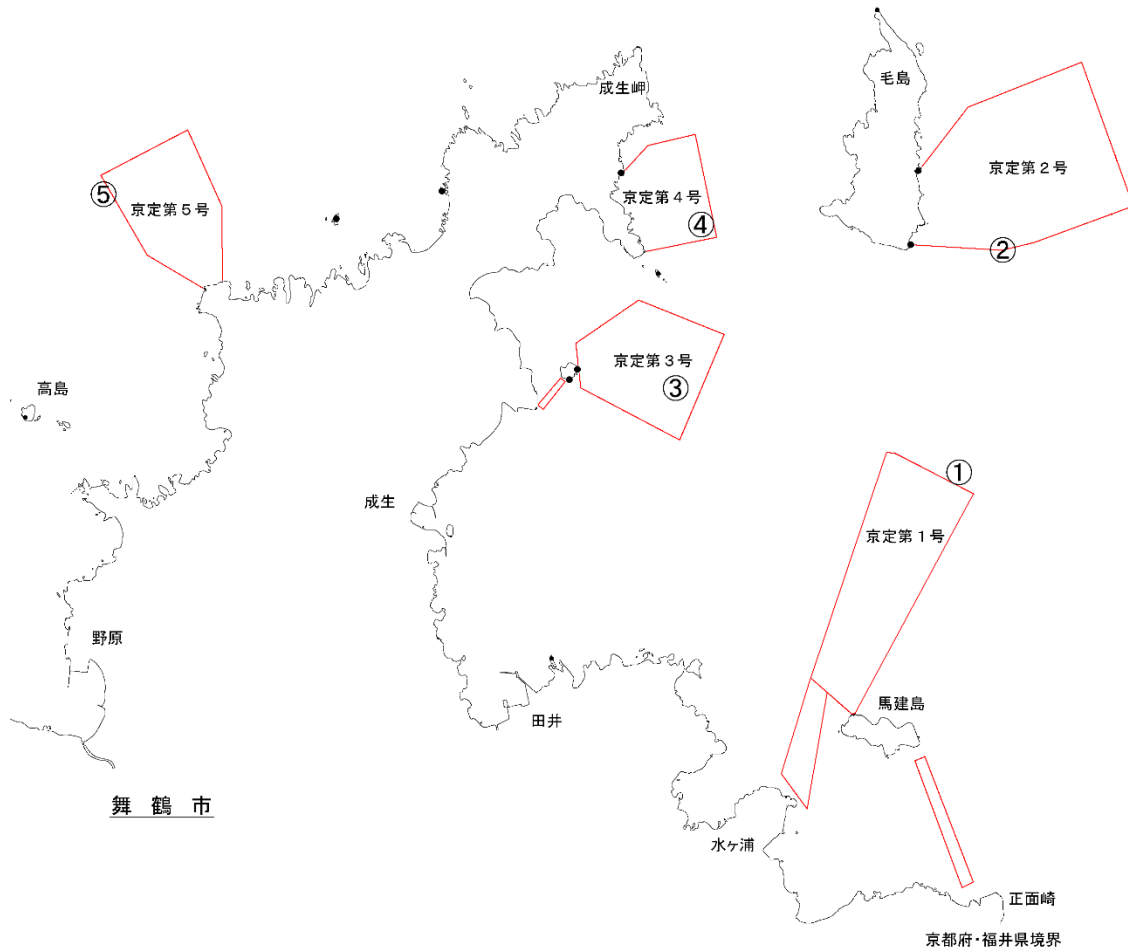 成生岬
毛島
京定第2号
②
⑤
京定第5号
京定第4号
④
京定第3号
③
高島
①
成生
京定第1号
野原
馬建島
田井
舞 鶴 市
水ヶ浦
正面崎
京都府・福井県境界